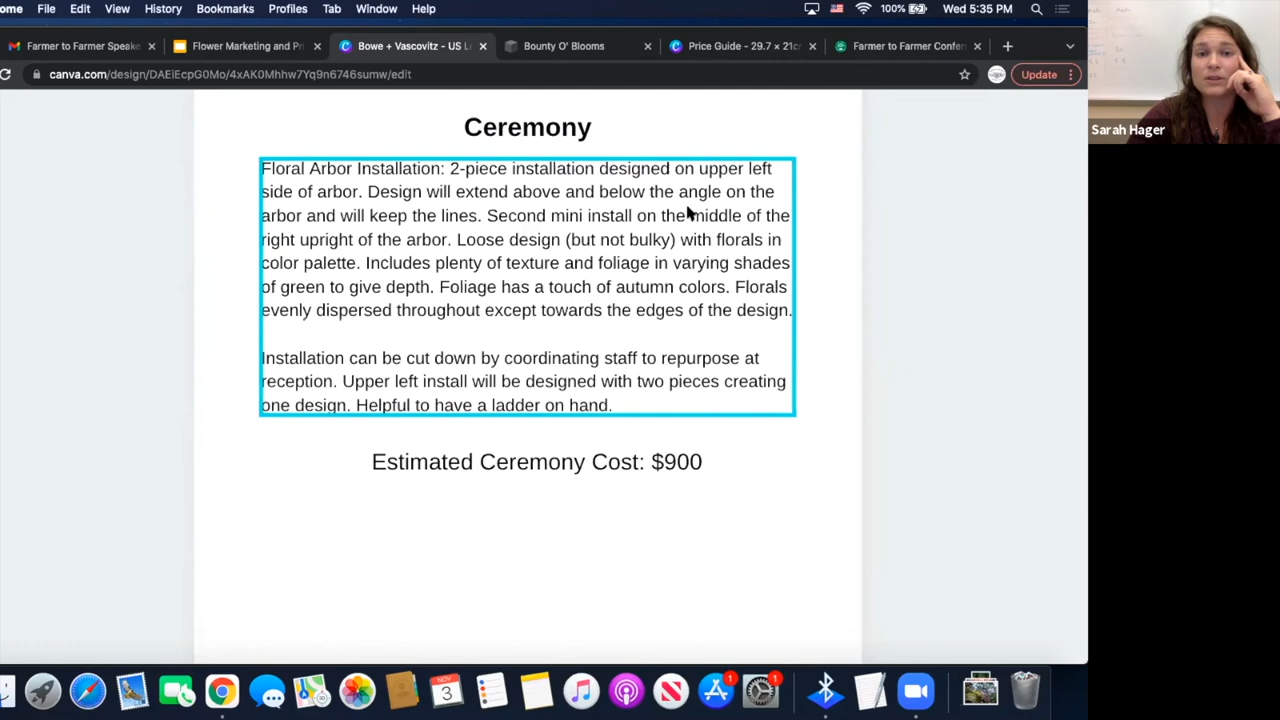 ome File Edit View History Bookmarks Profiles Tab Window Help 100% Wed 5:35 PM
Farmer to Farmer Speake Flower Marketing and Pri Bowe + Vascovitz - US Le Bounty O' Blooms Price Guide - 29.7 x 21c Farmer to Farmer Confer
canva.com/design/DAEiEcpG0Mo/4xAK0Mhhw7Yq9n6746sumw/edit Update
Sarah Hager
Ceremony
Floral Arbor Installation: 2-piece installation designed on upper left
side of arbor. Design will extend above and below the angle on the
arbor and will keep the lines. Second mini install on the middle of the
right upright of the arbor. Loose design (but not bulky) with florals in
color palette. Includes plenty of texture and foliage in varying shades
of green to give depth. Foliage has a touch of autumn colors. Florals
evenly dispersed throughout except towards the edges of the design.
Installation can be cut down by coordinating staff to repurpose at
reception. Upper left install will be designed with two pieces creating
one design. Helpful to have a ladder on hand.
Estimated Ceremony Cost: $900
NOV
3
1
1